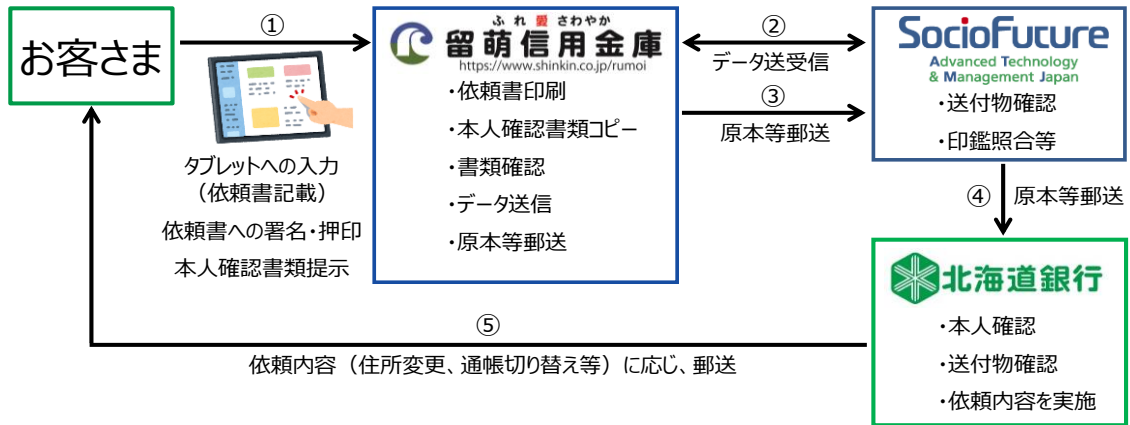 お客さま
①
タブレットへの入力
（依頼書記載）
依頼書への署名・押印
本人確認書類提示
ふれ愛さわやか
留萌信用金庫
https://www.shinkin.co.jp/rumoi
・依頼書印刷
・本人確認書類コピー
・書類確認
・データ送信
・原本等郵送
②
データ送受信
③
原本等郵送
SocioFuture
Advanced Technology
& Management Japan
・送付物確認
・印鑑照合等
④ 原本等郵送
北海道銀行
・本人確認
・送付物確認
・依頼内容を実施
⑤
依頼内容（住所変更、通帳切り替え等）に応じ、郵送